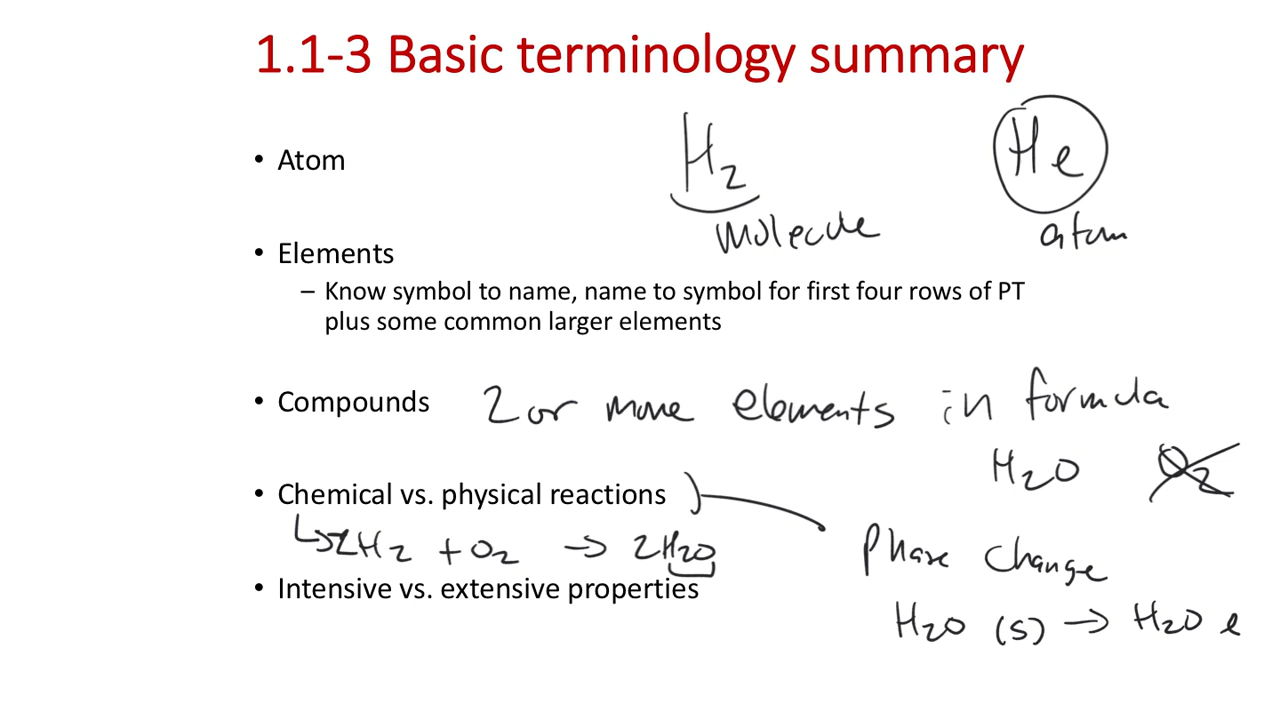 1.1-3 Basic terminology summary
• Atom
H2 He
molecule atom
• Elements
– Know symbol to name, name to symbol for first four rows of PT
plus some common larger elements
• Compounds 2 or more elements in formula
H2O O2
• Chemical vs. physical reactions
↳ 2H2 + O2 → 2H2O
Phase change
• Intensive vs. extensive properties
H2O (s) → H2O l